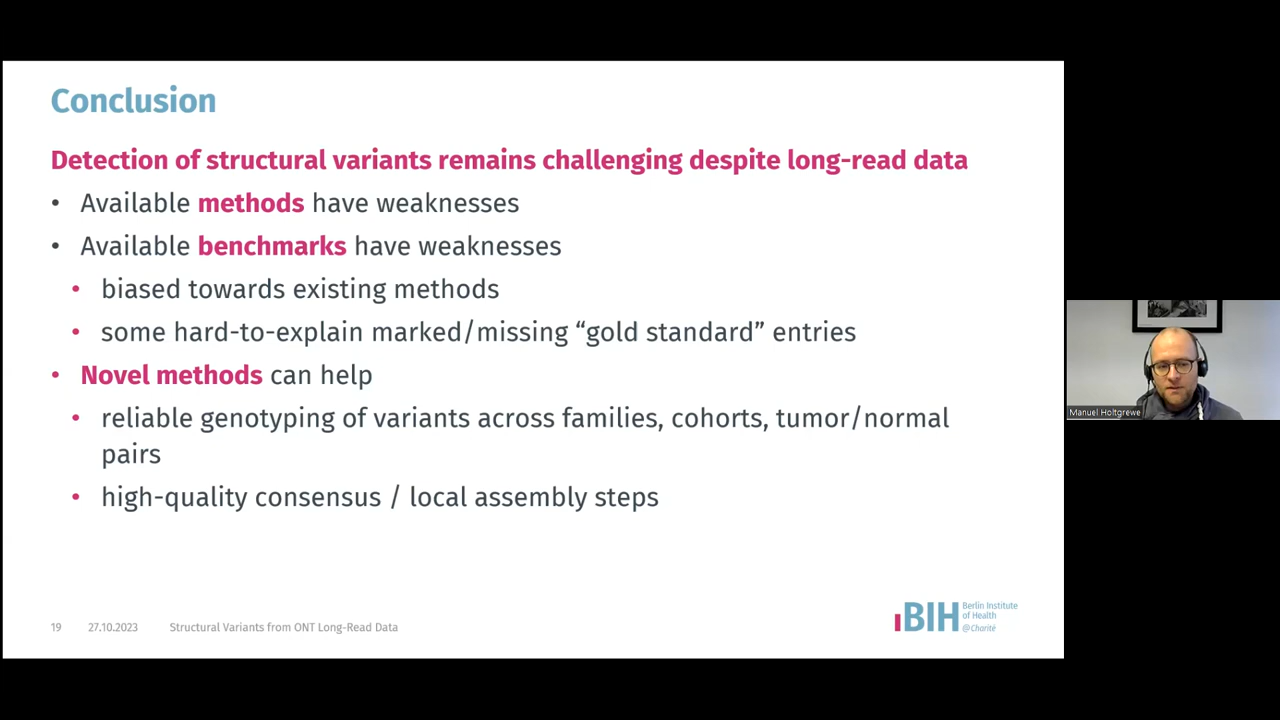 Conclusion
Detection of structural variants remains challenging despite long-read data
• Available methods have weaknesses
• Available benchmarks have weaknesses
• biased towards existing methods
• some hard-to-explain marked/missing “gold standard” entries
• Novel methods can help
• reliable genotyping of variants across families, cohorts, tumor/normal
pairs
• high-quality consensus / local assembly steps
19 27.10.2023 Structural Variants from ONT Long-Read Data
BIH
Berlin Institute
of Health
@Charité
Manuel Holtgrewe